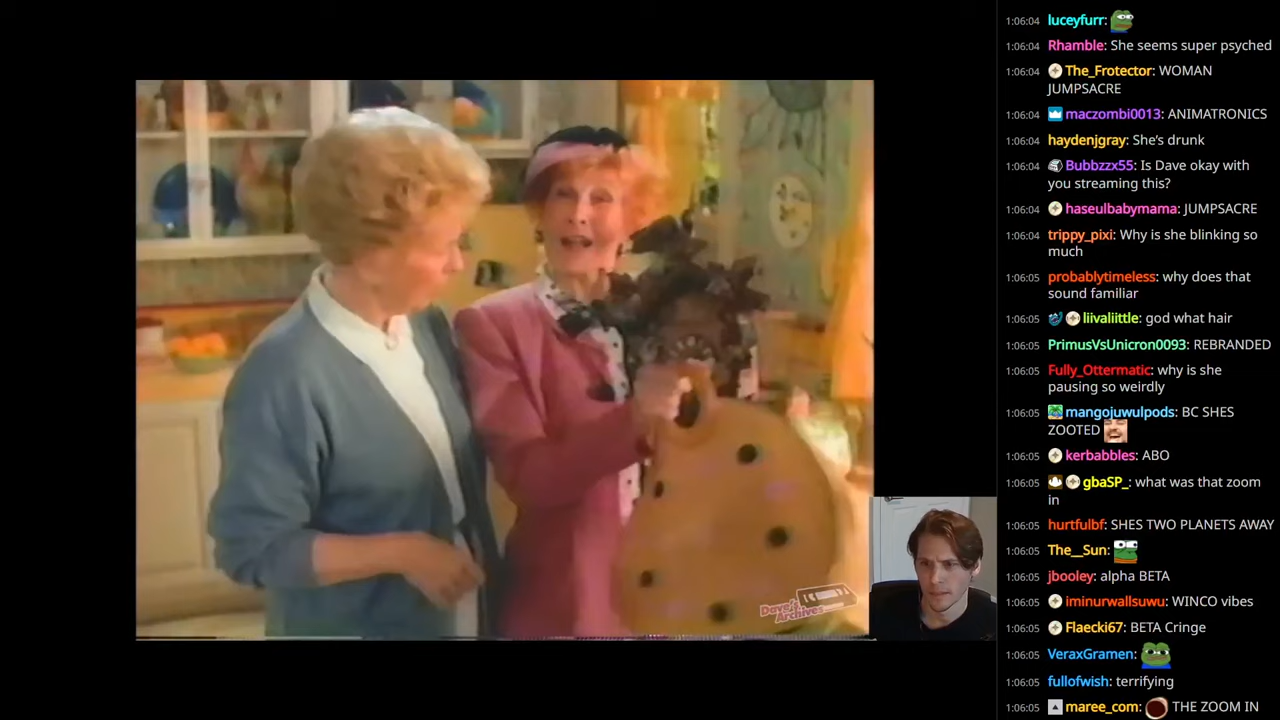 1:06:04 luceyfurr:
1:06:04 Rhamble: She seems super psyched
1:06:04 The_Frotector: WOMAN
JUMPSACRE
1:06:04 maczombi0013: ANIMATRONICS
1:06:04 haydenjgray: She's drunk
1:06:04 Bubbzzx55: Is Dave okay with
you streaming this?
1:06:04 haseulbabymama: JUMPSACRE
1:06:04 trippy_pixi: Why is she blinking so
much
1:06:05 probablytimeless: why does that
sound familiar
1:06:05 liivaliittle: god what hair
1:06:05 PrimusVsUnicron0093: REBRANDED
1:06:05 Fully_Ottermatic: why is she
pausing so weirdly
1:06:05 mangojuwulpods: BC SHES
ZOOTED
1:06:05 kerbabbles: ABO
1:06:05 gbaSP_: what was that zoom
in
1:06:05 hurtfulbf: SHES TWO PLANETS AWAY
1:06:05 The__Sun:
1:06:05 jbooley: alpha BETA
1:06:05 iminurwallsuwu: WINCO vibes
1:06:05 Flaecki67: BETA Cringe
1:06:05 VeraxGramen:
1:06:05 fullofwish: terrifying
1:06:05 maree_com: THE ZOOM IN
Dave's
Archives